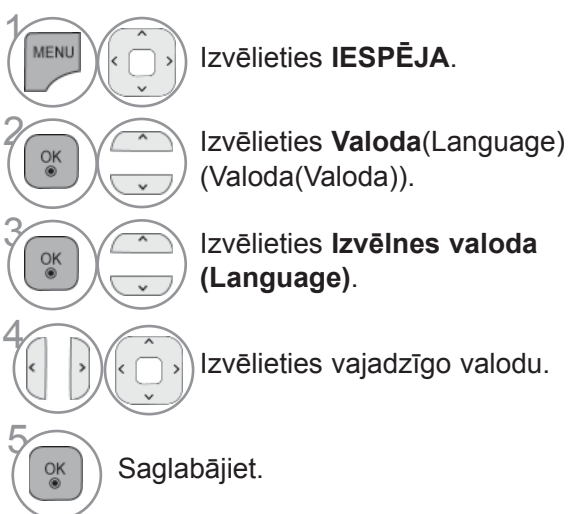 1
MENU
Izvēlieties IESPĒJA.
2
OK
Izvēlieties Valoda(Language)
(Valoda(Valoda)).
3
OK
Izvēlieties Izvēlnes valoda
(Language).
4
Izvēlieties vajadzīgo valodu.
5
OK
Saglabājiet.